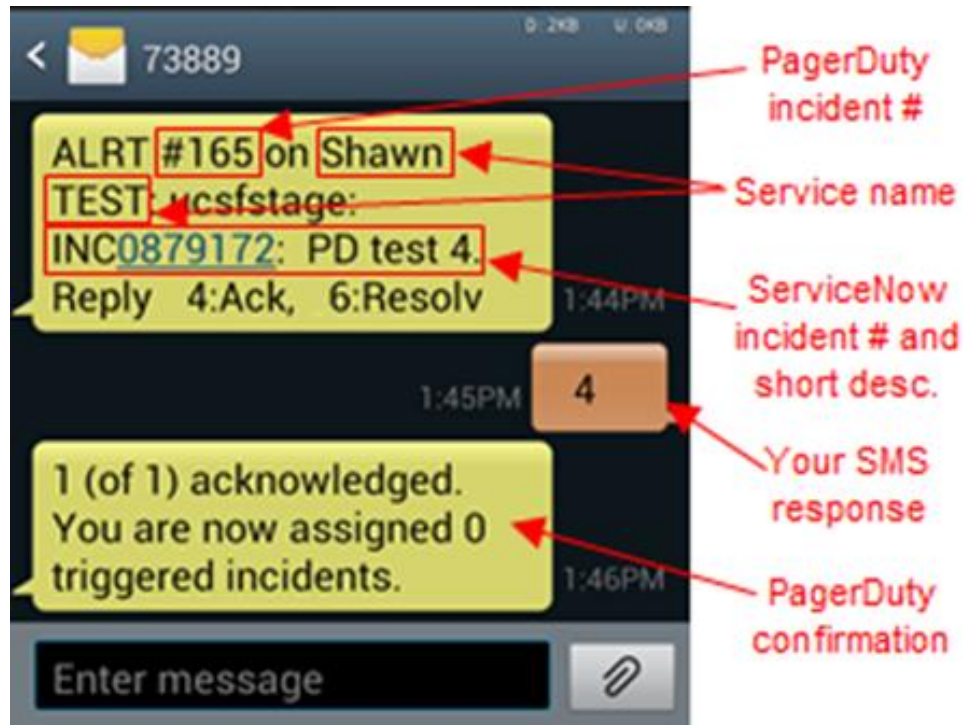 D:2KB U:0KB
< 73889
ALRT #165 on Shawn
TEST: ucsfstage:
INC0879172: PD test 4.
Reply 4:Ack, 6:Resolv
1:44PM
1:45PM
4
1 (of 1) acknowledged.
You are now assigned 0
triggered incidents.
1:46PM
Enter message
PagerDuty
incident #
Service name
ServiceNow
incident # and
short desc.
Your SMS
response
PagerDuty
confirmation